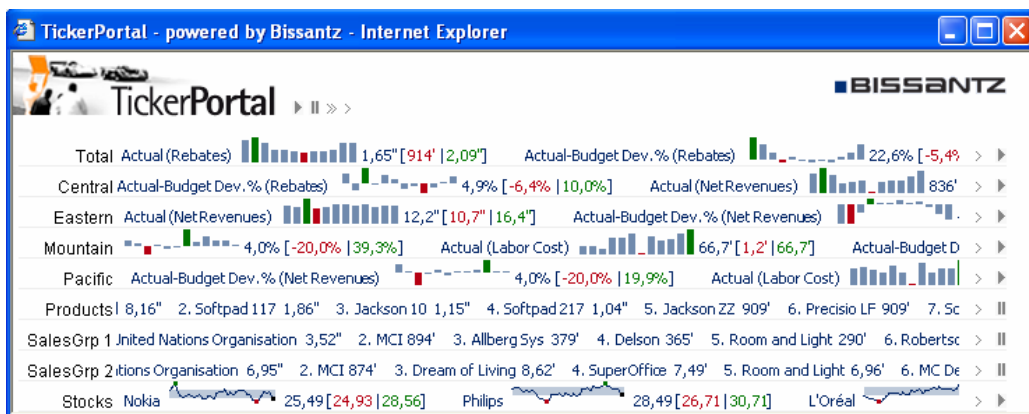 TickerPortal - powered by Bissantz - Internet Explorer
TickerPortal
BISSANTZ
Total Actual (Rebates) 1,65" [914' | 2,09"] Actual-Budget Dev.% (Rebates) 22,6% [-5,4%
Central Actual-Budget Dev.% (Rebates) 4,9% [-6,4% | 10,0%] Actual (NetRevenues) 836'
Eastern Actual (NetRevenues) 12,2" [10,7" | 16,4"] Actual-Budget Dev.% (Net Revenues)
Mountain 4,0% [-20,0% | 39,3%] Actual (Labor Cost) 66,7' [1,2' | 66,7'] Actual-Budget D
Pacific Actual-Budget Dev.% (Net Revenues) 4,0% [-20,0% | 19,9%] Actual (Labor Cost)
Products 8,16" 2. Softpad 117 1,86" 3. Jackson 10 1,15" 4. Softpad 217 1,04" 5. Jackson ZZ 909' 6. Precisio LF 909' 7. Sc
SalesGrp 1 United Nations Organisation 3,52" 2. MCI 894' 3. Allberg Sys 379' 4. Delson 365' 5. Room and Light 290' 6. Robertsc
SalesGrp 2 tions Organisation 6,95" 2. MCI 874' 3. Dream of Living 8,62' 4. SuperOffice 7,49' 5. Room and Light 6,96' 6. MC De
Stocks Nokia 25,49 [24,93 | 28,56] Philips 28,49 [26,71 | 30,71] L'Oréal